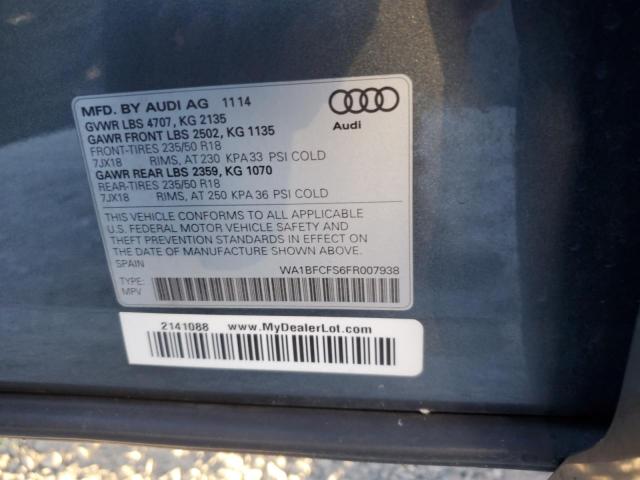 MFD. BY AUDI AG 11 14
GVWR LBS 4707, KG 2135
GAWR FRONT LBS 2502, KG 1135
FRONT-TIRES 235/50 R18
7JX18 RIMS, AT 230 KPA 33 PSI COLD
GAWR REAR LBS 2359, KG 1070
REAR-TIRES 235/50 R18
7JX18 RIMS, AT 250 KPA 36 PSI COLD
Audi
THIS VEHICLE CONFORMS TO ALL APPLICABLE
U.S. FEDERAL MOTOR VEHICLE SAFETY AND
THEFT PREVENTION STANDARDS IN EFFECT ON
THE DATE OF MANUFACTURE SHOWN ABOVE.
SPAIN WA1BFCFS6FR007938
TYPE:
MPV
2141088 www.MyDealerLot.com